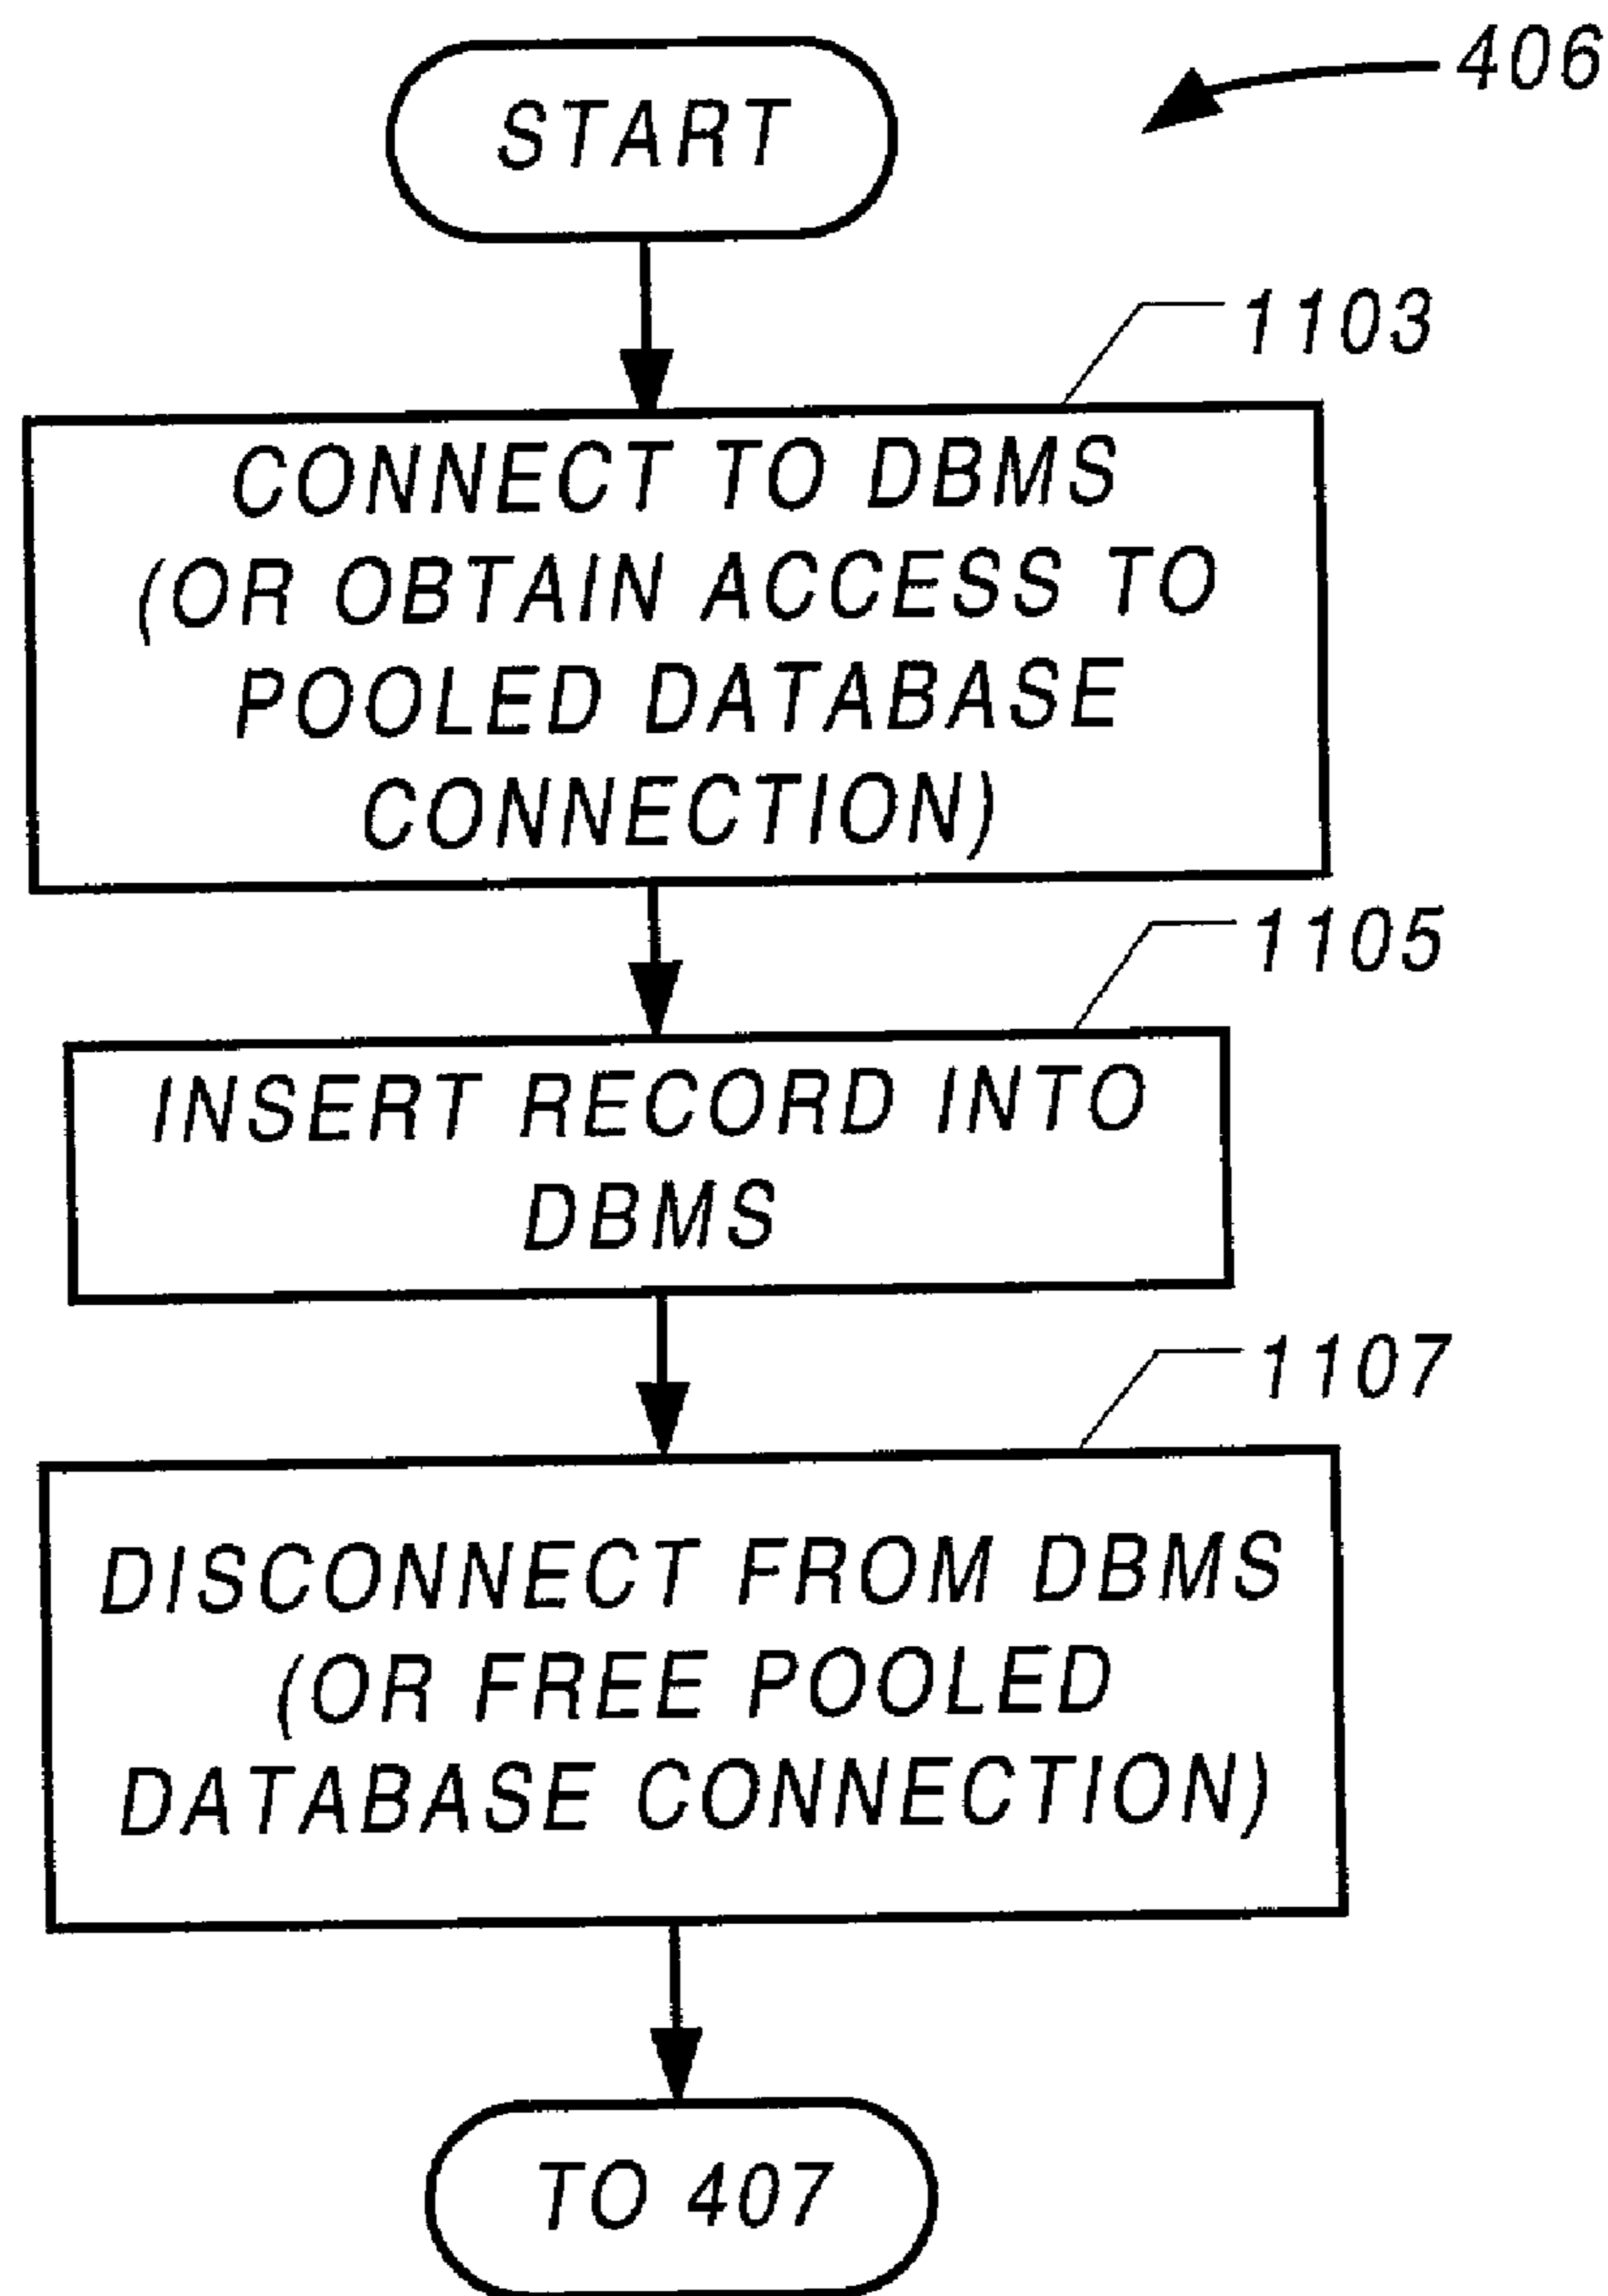 406
START
1103
CONNECT TO DBMS
(OR OBTAIN ACCESS TO
POOLED DATABASE
CONNECTION)
1105
INSERT RECORD INTO
DBMS
1107
DISCONNECT FROM DBMS
(OR FREE POOLED
DATABASE CONNECTION)
TO 407